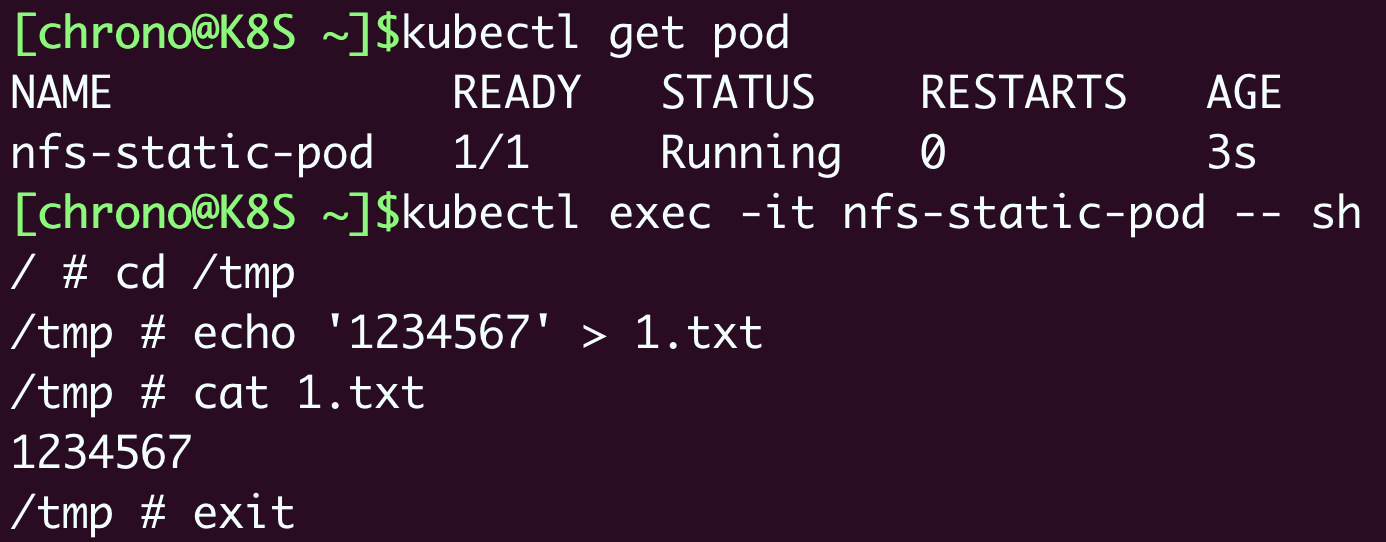 [chrono@K8S ~]$kubectl get pod
NAME             READY   STATUS    RESTARTS   AGE
nfs-static-pod   1/1     Running   0          3s
[chrono@K8S ~]$kubectl exec -it nfs-static-pod -- sh
/ # cd /tmp
/tmp # echo '1234567' > 1.txt
/tmp # cat 1.txt
1234567
/tmp # exit